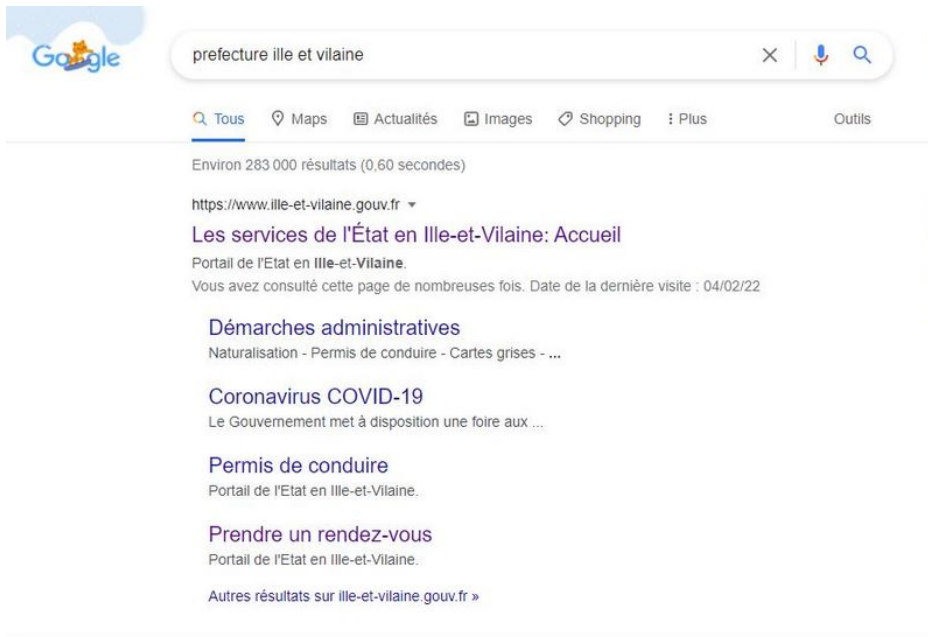 Google
prefecture ille et vilaine
Tous Maps Actualités Images Shopping Plus Outils
Environ 283 000 résultats (0,60 secondes)
https://www.ille-et-vilaine.gouv.fr
Les services de l'État en Ille-et-Vilaine: Accueil
Portail de l'Etat en Ille-et-Vilaine.
Vous avez consulté cette page de nombreuses fois. Date de la dernière visite : 04/02/22
Démarches administratives
Naturalisation - Permis de conduire - Cartes grises - ...
Coronavirus COVID-19
Le Gouvernement met à disposition une foire aux ...
Permis de conduire
Portail de l'Etat en Ille-et-Vilaine.
Prendre un rendez-vous
Portail de l'Etat en Ille-et-Vilaine.
Autres résultats sur ille-et-vilaine.gouv.fr »